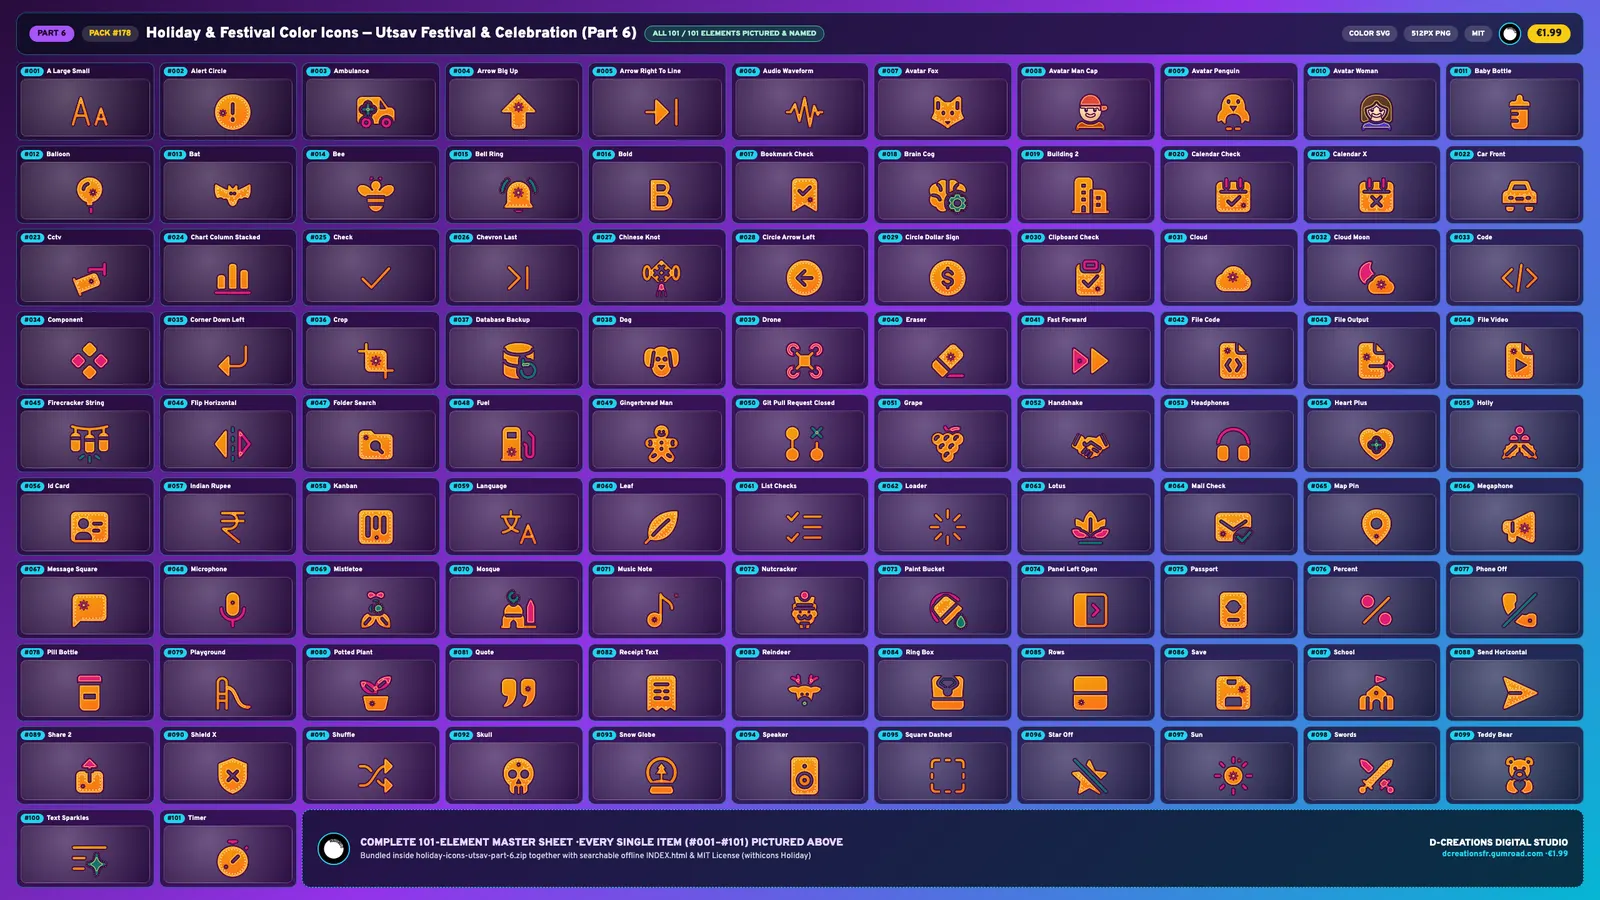 PART 6 PACK #178 Holiday & Festival Color Icons – Utsav Festival & Celebration (Part 6) ALL 101 / 101 ELEMENTS PICTURED & NAMED COLOR SVG 512PX PNG MIT €1.99
#001 A Large Small #002 Alert Circle #003 Ambulance #004 Arrow Big Up #005 Arrow Right To Line #006 Audio Waveform #007 Avatar Fox #008 Avatar Man Cap #009 Avatar Penguin #010 Avatar Woman #011 Baby Bottle
#012 Balloon #013 Bat #014 Bee #015 Bell Ring #016 Bold #017 Bookmark Check #018 Brain Cog #019 Building 2 #020 Calendar Check #021 Calendar X #022 Car Front
#023 Cctv #024 Chart Column Stacked #025 Check #026 Chevron Last #027 Chinese Knot #028 Circle Arrow Left #029 Circle Dollar Sign #030 Clipboard Check #031 Cloud #032 Cloud Moon #033 Code
#034 Component #035 Corner Down Left #036 Crop #037 Database Backup #038 Dog #039 Drone #040 Eraser #041 Fast Forward #042 File Code #043 File Output #044 File Video
#045 Firecracker String #046 Flip Horizontal #047 Folder Search #048 Fuel #049 Gingerbread Man #050 Git Pull Request Closed #051 Grape #052 Handshake #053 Headphones #054 Heart Plus #055 Holly
#056 Id Card #057 Indian Rupee #058 Kanban #059 Language #060 Leaf #061 List Checks #062 Loader #063 Lotus #064 Mail Check #065 Map Pin #066 Megaphone
#067 Message Square #068 Microphone #069 Mistletoe #070 Mosque #071 Music Note #072 Nutcracker #073 Paint Bucket #074 Panel Left Open #075 Passport #076 Percent #077 Phone Off
#078 Pill Bottle #079 Playground #080 Potted Plant #081 Quote #082 Receipt Text #083 Reindeer #084 Ring Box #085 Rows #086 Save #087 School #088 Send Horizontal
#089 Share 2 #090 Shield X #091 Shuffle #092 Skull #093 Snow Globe #094 Speaker #095 Square Dashed #096 Star Off #097 Sun #098 Swords #099 Teddy Bear
#100 Text Sparkles #101 Timer
COMPLETE 101-ELEMENT MASTER SHEET · EVERY SINGLE ITEM (#001–#101) PICTURED ABOVE
Bundled inside holiday-icons-utsav-part-6.zip together with searchable offline INDEX.html & MIT License (withicons Holiday)
D-CREATIONS DIGITAL STUDIO
dcreationsfr.gumroad.com · €1.99